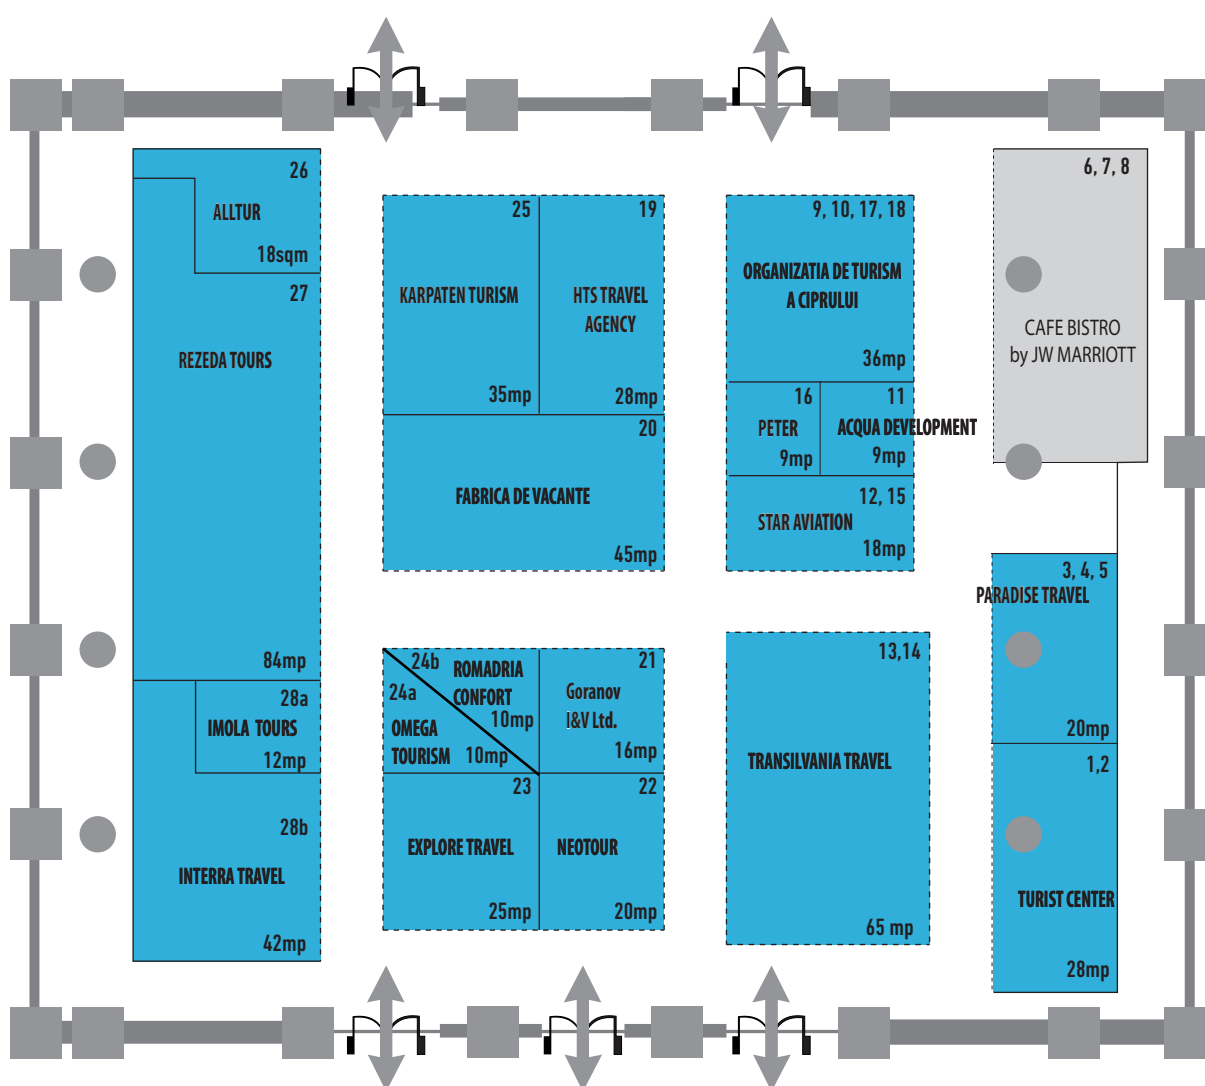 26
ALLTUR
18sqm
27
REZEDA TOURS
84mp
28a
IMOLA TOURS
12mp
28b
INTERRA TRAVEL
42mp
25
KARPATEN TURISM
35mp
19
HTS TRAVEL
AGENCY
28mp
20
FABRICA DE VACANTE
45mp
24b
ROMADRIA
CONFORT
10mp
24a
OMEGA
TOURISM
10mp
21
Goranov
I&V Ltd.
16mp
23
EXPLORE TRAVEL
25mp
22
NEOTOUR
20mp
9, 10, 17, 18
ORGANIZATIA DE TURISM
A CIPRULUI
36mp
16
PETER
9mp
11
ACQUA DEVELOPMENT
9mp
12, 15
STAR AVIATION
18mp
13,14
TRANSILVANIA TRAVEL
65 mp
6, 7, 8
CAFE BISTRO
by JW MARRIOTT
3, 4, 5
PARADISE TRAVEL
20mp
1,2
TURIST CENTER
28mp